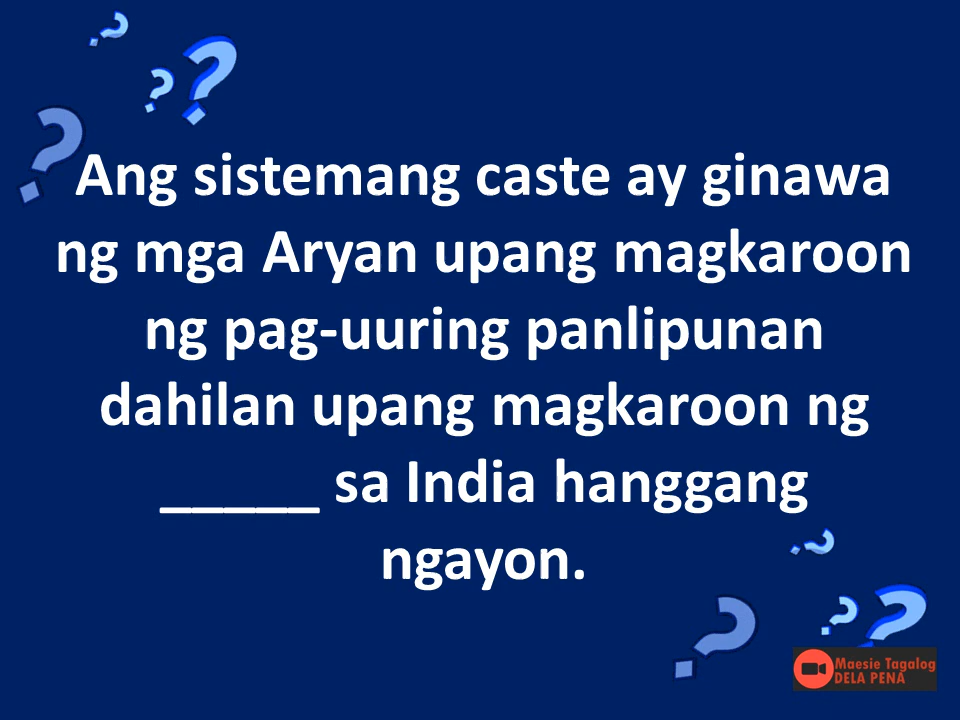 Ang sistemang caste ay ginawa
ng mga Aryan upang magkaroon
ng pag-uuring panlipunan
dahilan upang magkaroon ng
_____ sa India hanggang
ngayon.
Maesie Tagalog
DELA PENA